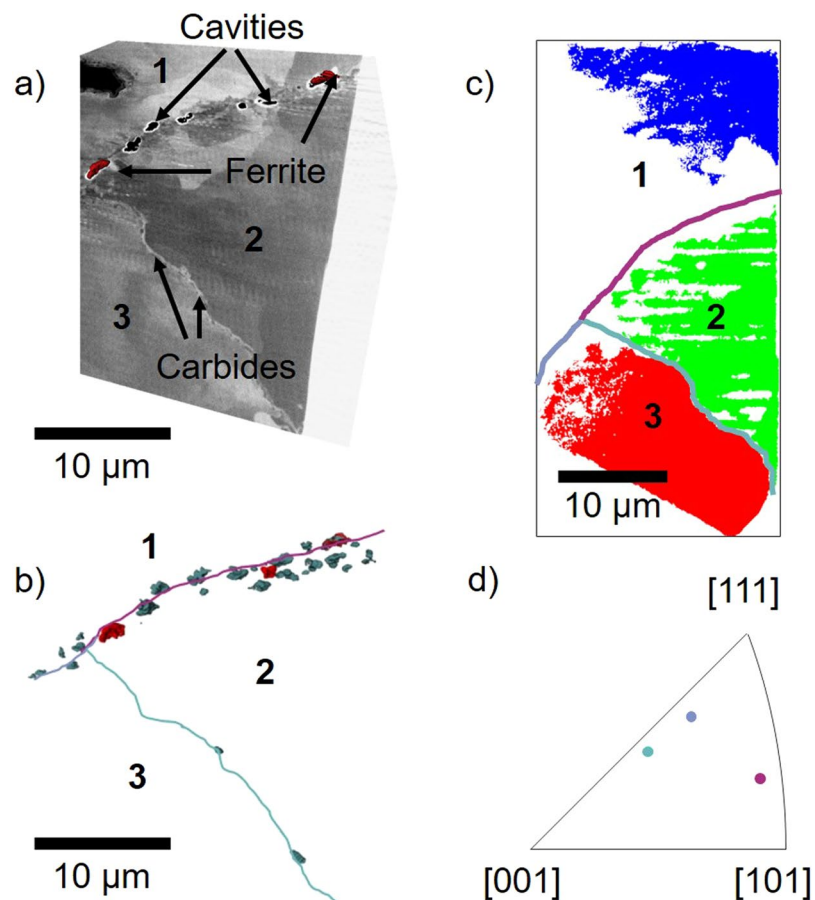 Cavities
a)
1
Ferrite
2
3
Carbides
10 µm
c)
1
2
3
10 µm
b)
1
2
3
10 µm
d)
[111]
[001]
[101]